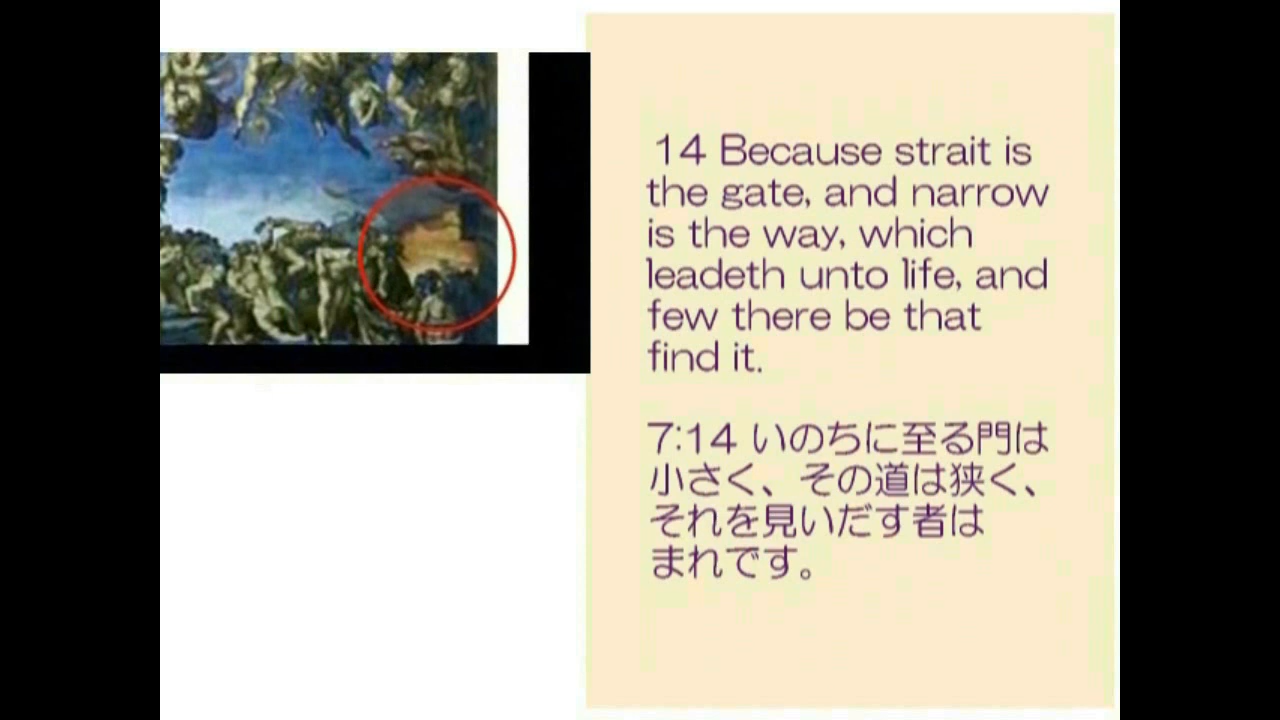 14 Because strait is
the gate, and narrow
is the way, which
leadeth unto life, and
few there be that
find it.
7:14 いのちに至る門は
小さく、その道は狭く、
それを見いだす者は
まれです。